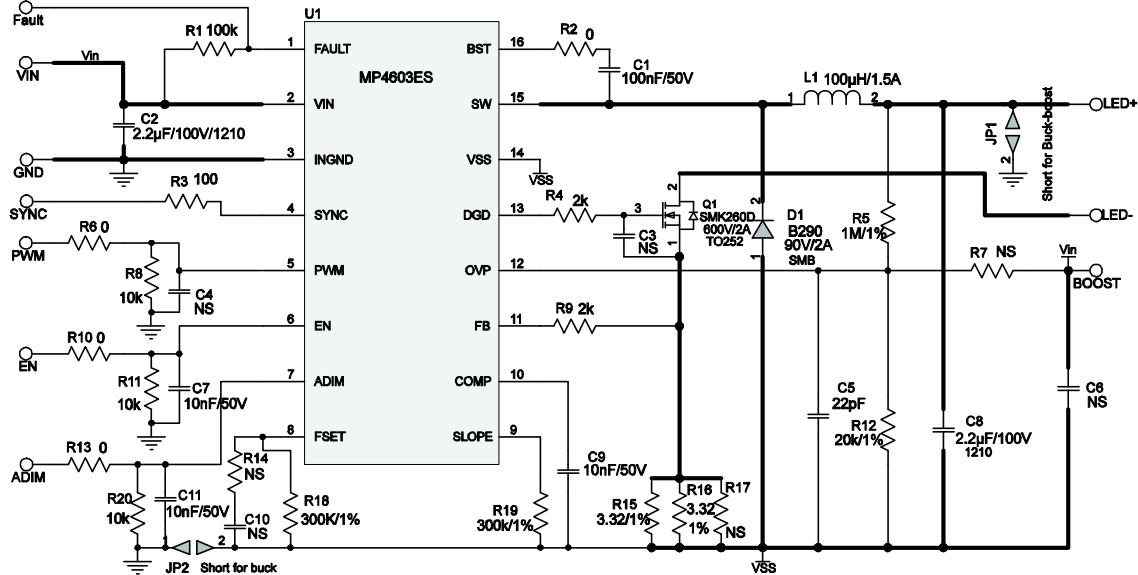 Fault
R1 100k
U1
1 FAULT
BST 16
R2 0
MP4603ES
C1
100nF/50V
VIN
Vin
2 VIN
SW 15
1 L1 100µH/1.5A 2
LED+
C2
2.2µF/100V/1210
JP1
2
Short for Buck-boost
GND
3 INGND
VSS 14
VSS
SYNC
R3 100
4 SYNC
DGD 13
R4 2k
3
2
1
Q1
SMK260D
600V/2A
TO252
C3
NS
2
1
D1
B290
90V/2A
SMB
R5
1M/1%
LED-
PWM
R6 0
R8
10k
C4
NS
5 PWM
OVP 12
R7 NS
Vin
BOOST
6 EN
FB 11
R9 2k
EN
R10 0
R11
10k
C7
10nF/50V
7 ADIM
COMP 10
C5
22pF
C6
NS
R12
20k/1%
C8
2.2µF/100V
1210
8 FSET
SLOPE 9
ADIM
R13 0
R14
NS
C9
10nF/50V
R20
10k
C11
10nF/50V
C10
NS
R18
300K/1%
R19
300k/1%
R15
3.32/1%
R16
3.32
1%
R17
NS
1 2
JP2 Short for buck
VSS